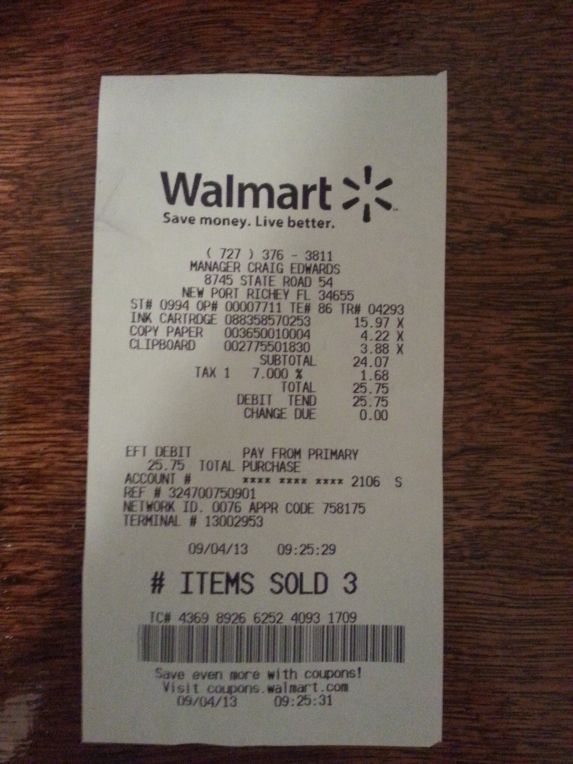 Walmart
Save money. Live better.
( 727 ) 376 - 3811
MANAGER CRAIG EDWARDS
8745 STATE ROAD 54
NEW PORT RICHEY FL 34655
ST# 0994 OP# 00007711 TE# 86 TR# 04293
INK CARTRDGE 088358570253 15.97 X
COPY PAPER 003650010004 4.22 X
CLIPBOARD 002775501830 3.88 X
SUBTOTAL 24.07
TAX 1 7.000 % 1.68
TOTAL 25.75
DEBIT TEND 25.75
CHANGE DUE 0.00
EFT DEBIT PAY FROM PRIMARY
25.75 TOTAL PURCHASE
ACCOUNT # **** **** **** 2106 S
REF # 324700750901
NETWORK ID. 0076 APPR CODE 758175
TERMINAL # 13002953
09/04/13 09:25:29
# ITEMS SOLD 3
TC# 4369 8926 6252 4093 1709
Save even more with coupons!
Visit coupons.walmart.com
09/04/13 09:25:31